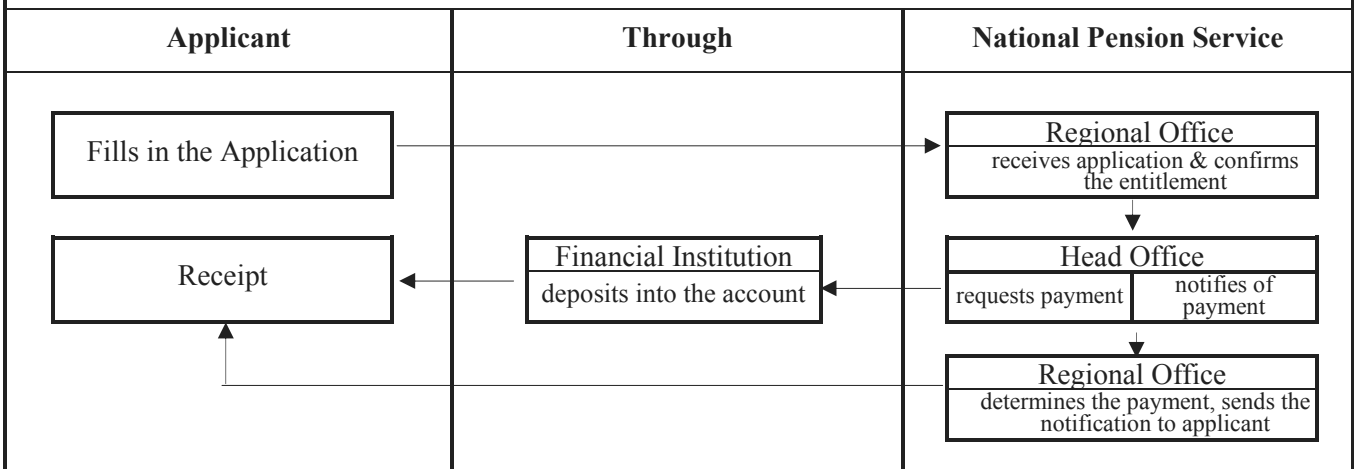 Applicant
Through
National Pension Service
Fills in the Application
Regional Office
receives application & confirms
the entitlement
Receipt
Financial Institution
deposits into the account
Head Office
requests payment
notifies of
payment
Regional Office
determines the payment, sends the
notification to applicant